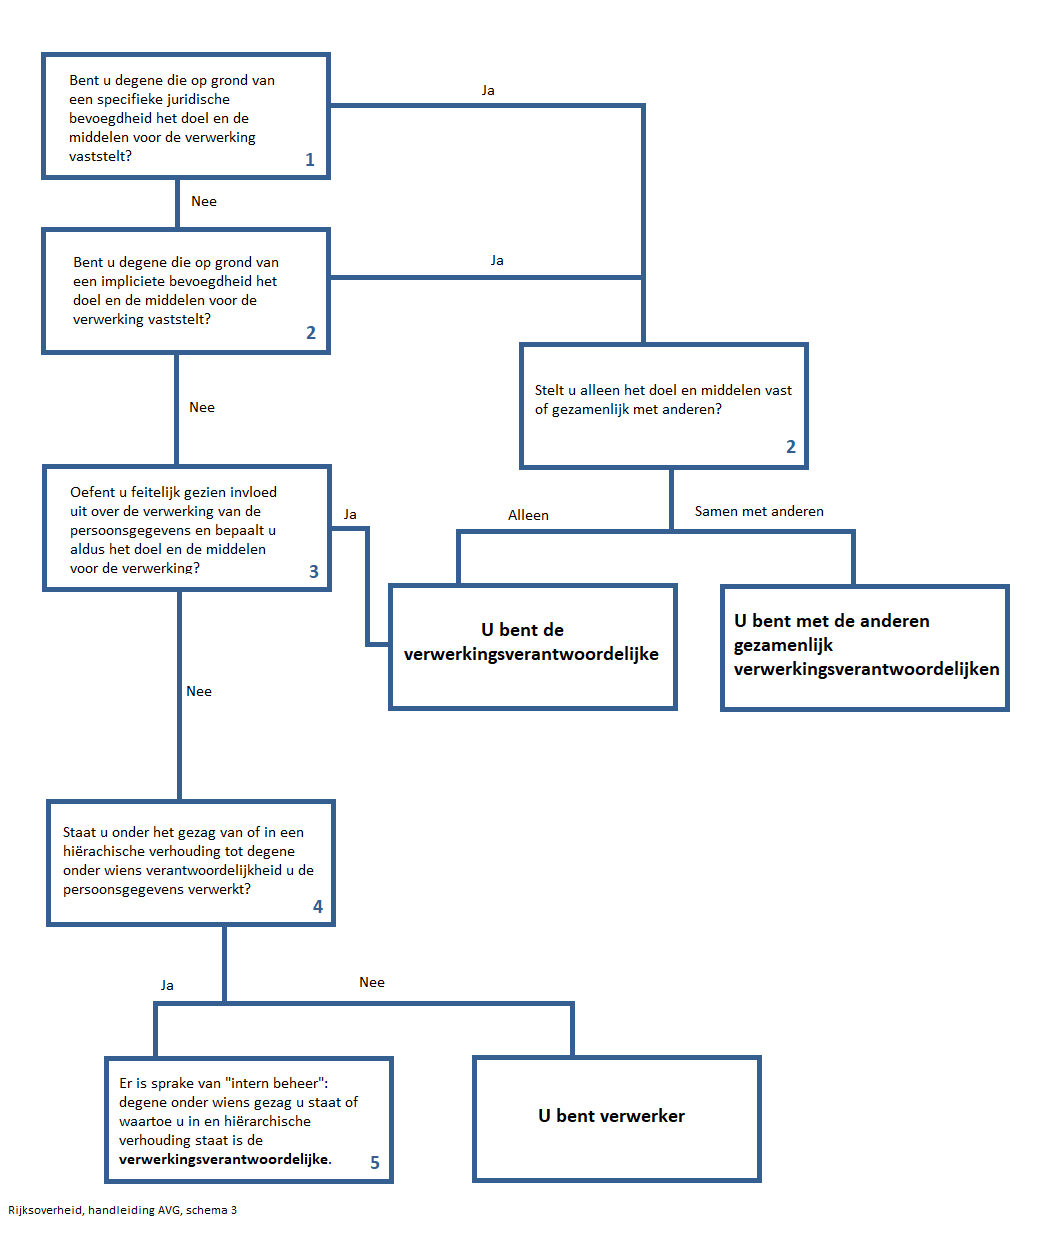 Bent u degene die op grond van
een specifieke juridische
bevoegdheid het doel en de
middelen voor de verwerking
vaststelt?
1
Ja
Nee
Bent u degene die op grond van
een impliciete bevoegdheid het
doel en de middelen voor de
verwerking vaststelt?
2
Ja
Nee
Stelt u alleen het doel en middelen vast
of gezamenlijk met anderen?
2
Alleen
Samen met anderen
Oefent u feitelijk gezien invloed
uit over de verwerking van de
persoonsgegevens en bepaalt u
aldus het doel en de middelen
voor de verwerking?
3
Ja
Nee
U bent de
verwerkingsverantwoordelijke
U bent met de anderen
gezamenlijk
verwerkingsverantwoordelijken
Staat u onder het gezag van of in een
hiërachische verhouding tot degene
onder wiens verantwoordelijkheid u de
persoonsgegevens verwerkt?
4
Ja
Nee
Er is sprake van "intern beheer":
degene onder wiens gezag u staat of
waartoe u in en hiërarchische
verhouding staat is de
verwerkingsverantwoordelijke.
5
U bent verwerker
Rijksoverheid, handleiding AVG, schema 3